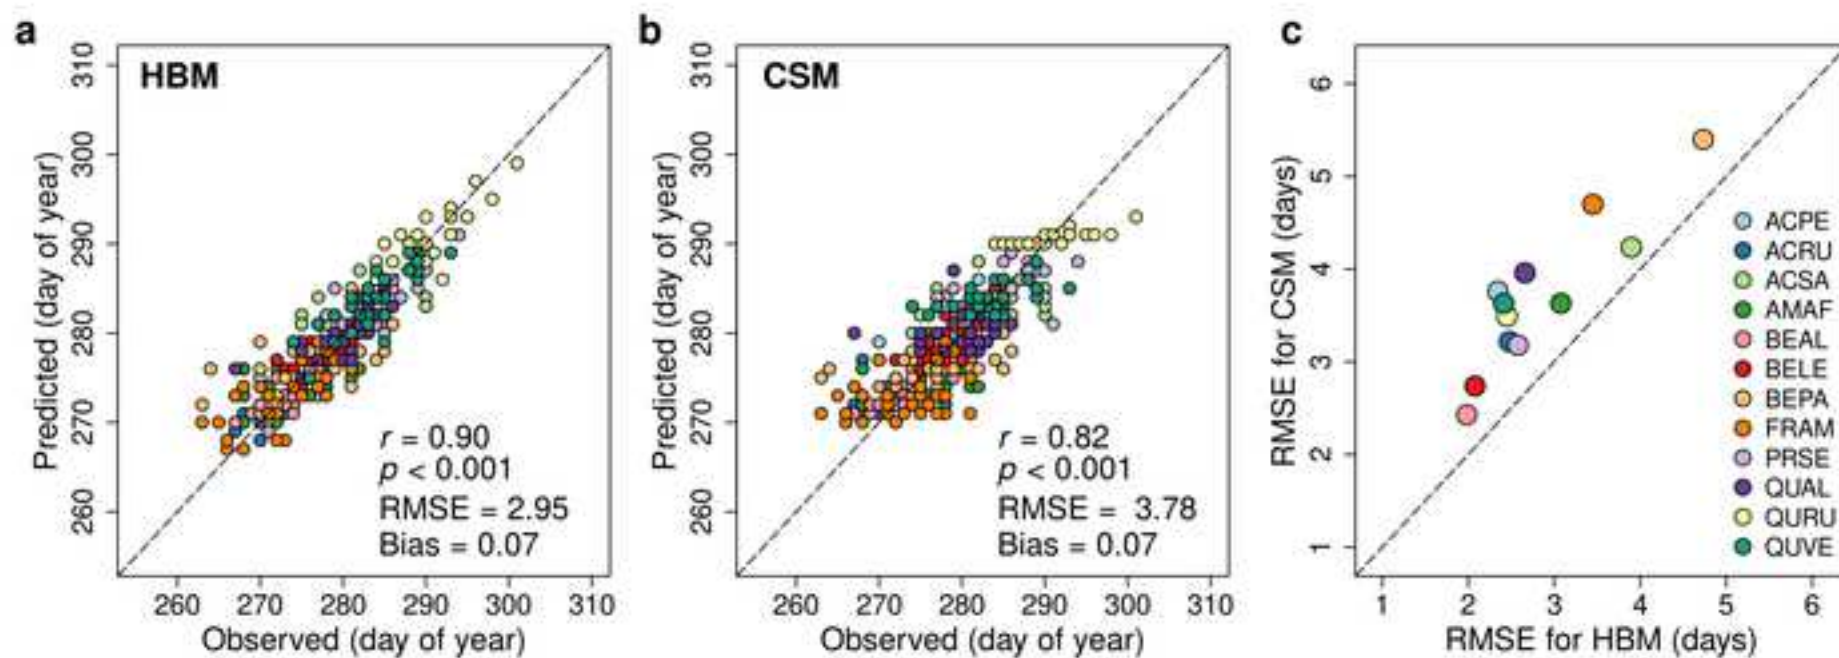 a
HBM
310
300
290
280
270
260
Predicted (day of year)
r = 0.90
p < 0.001
RMSE = 2.95
Bias = 0.07
260 270 280 290 300 310
Observed (day of year)
b
CSM
310
300
290
280
270
260
Predicted (day of year)
r = 0.82
p < 0.001
RMSE = 3.78
Bias = 0.07
260 270 280 290 300 310
Observed (day of year)
c
6
5
4
3
2
1
RMSE for CSM (days)
ACPE
ACRU
ACSA
AMAF
BEAL
BELE
BEPA
FRAM
PRSE
QUAL
QURU
QUVE
1 2 3 4 5 6
RMSE for HBM (days)